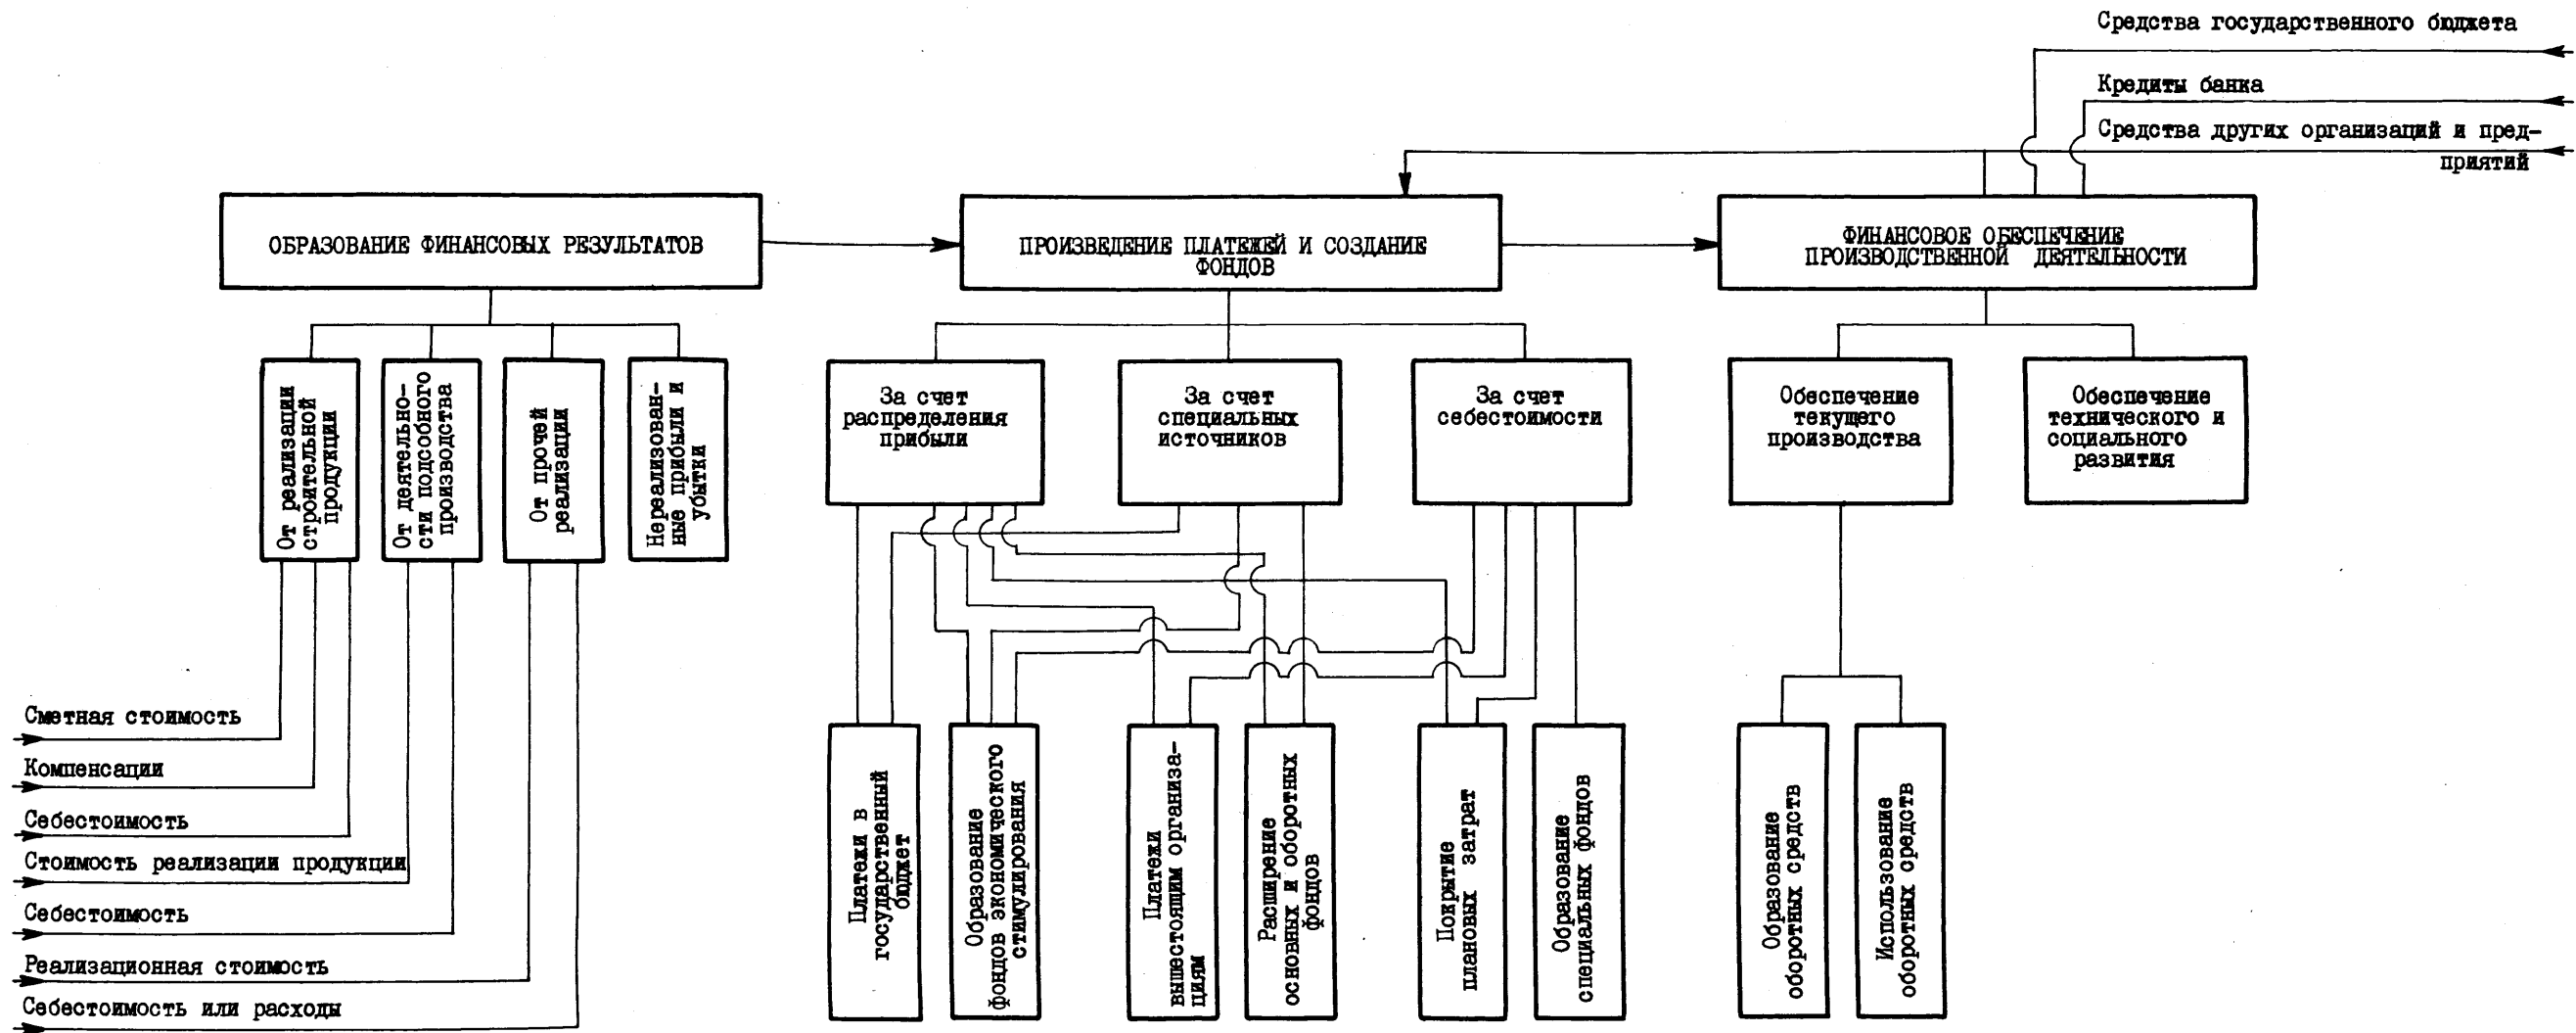 Средства государственного бюджета
Кредиты банка
Средства других организаций и пред-
приятий
ОБРАЗОВАНИЕ ФИНАНСОВЫХ РЕЗУЛЬТАТОВ
ПРОИЗВЕДЕНИЕ ПЛАТЕЖЕЙ И СОЗДАНИЕ
ФОНДОВ
ФИНАНСОВОЕ ОБЕСПЕЧЕНИЕ
ПРОИЗВОДСТВЕННОЙ ДЕЯТЕЛЬНОСТИ
От реализации
строительной
продукции
От деятельно-
сти подсобного
производства
От прочей
реализации
Нереализован-
ные прибыли и
убытки
За счет
распределения
прибыли
За счет
специальных
источников
За счет
себестоимости
Обеспечение
текущего
производства
Обеспечение
технического и
социального
развития
Сметная стоимость
Компенсации
Себестоимость
Стоимость реализации продукции
Себестоимость
Реализационная стоимость
Себестоимость или расходы
Платежи в
государственный
бюджет
Образование
фондов экономического
стимулирования
Платежи
вышестоящим организа-
циям
Расширение
основных и оборотных
фондов
Покрытие
плановых затрат
Образование
специальных фондов
Образование
оборотных средств
Использование
оборотных средств